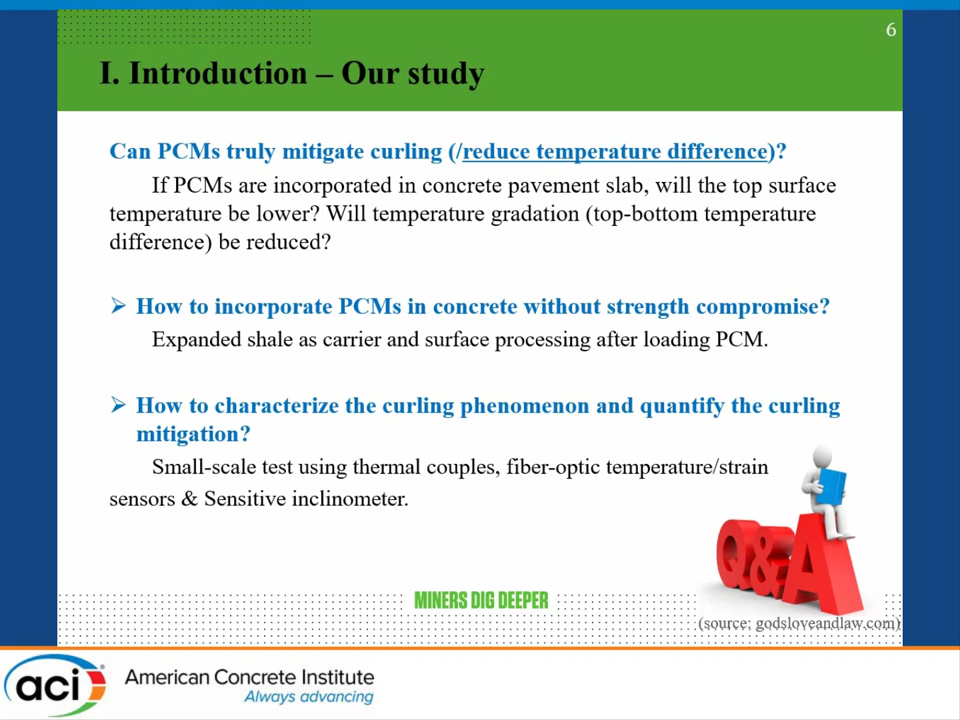 6
I. Introduction – Our study
Can PCMs truly mitigate curling (/reduce temperature difference)?
If PCMs are incorporated in concrete pavement slab, will the top surface
temperature be lower? Will temperature gradation (top-bottom temperature
difference) be reduced?
➢ How to incorporate PCMs in concrete without strength compromise?
Expanded shale as carrier and surface processing after loading PCM.
➢ How to characterize the curling phenomenon and quantify the curling
mitigation?
Small-scale test using thermal couples, fiber-optic temperature/strain
sensors & Sensitive inclinometer.
Q&A
MINERS DIG DEEPER
(source: godsloveandlaw.com)
aci
American Concrete Institute
Always advancing